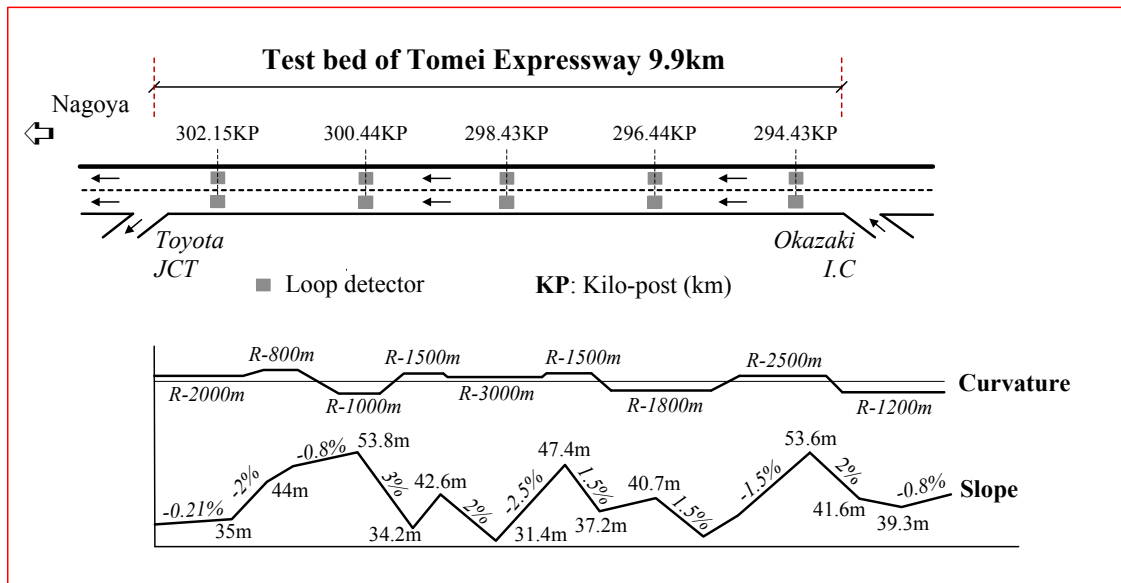 Test bed of Tomei Expressway 9.9km
Nagoya
302.15KP 300.44KP 298.43KP 296.44KP 294.43KP
Toyota
JCT
Okazaki
I.C
Loop detector
KP: Kilo-post (km)
R-800m R-1500m R-1500m R-2500m
Curvature
R-2000m R-1000m R-3000m R-1800m R-1200m
-0.21% -2% -0.8% 3% 2% -2.5% 1.5% 1.5% -1.5% 2% -0.8%
35m 44m 53.8m 34.2m 42.6m 31.4m 47.4m 37.2m 40.7m 53.6m 41.6m 39.3m
Slope